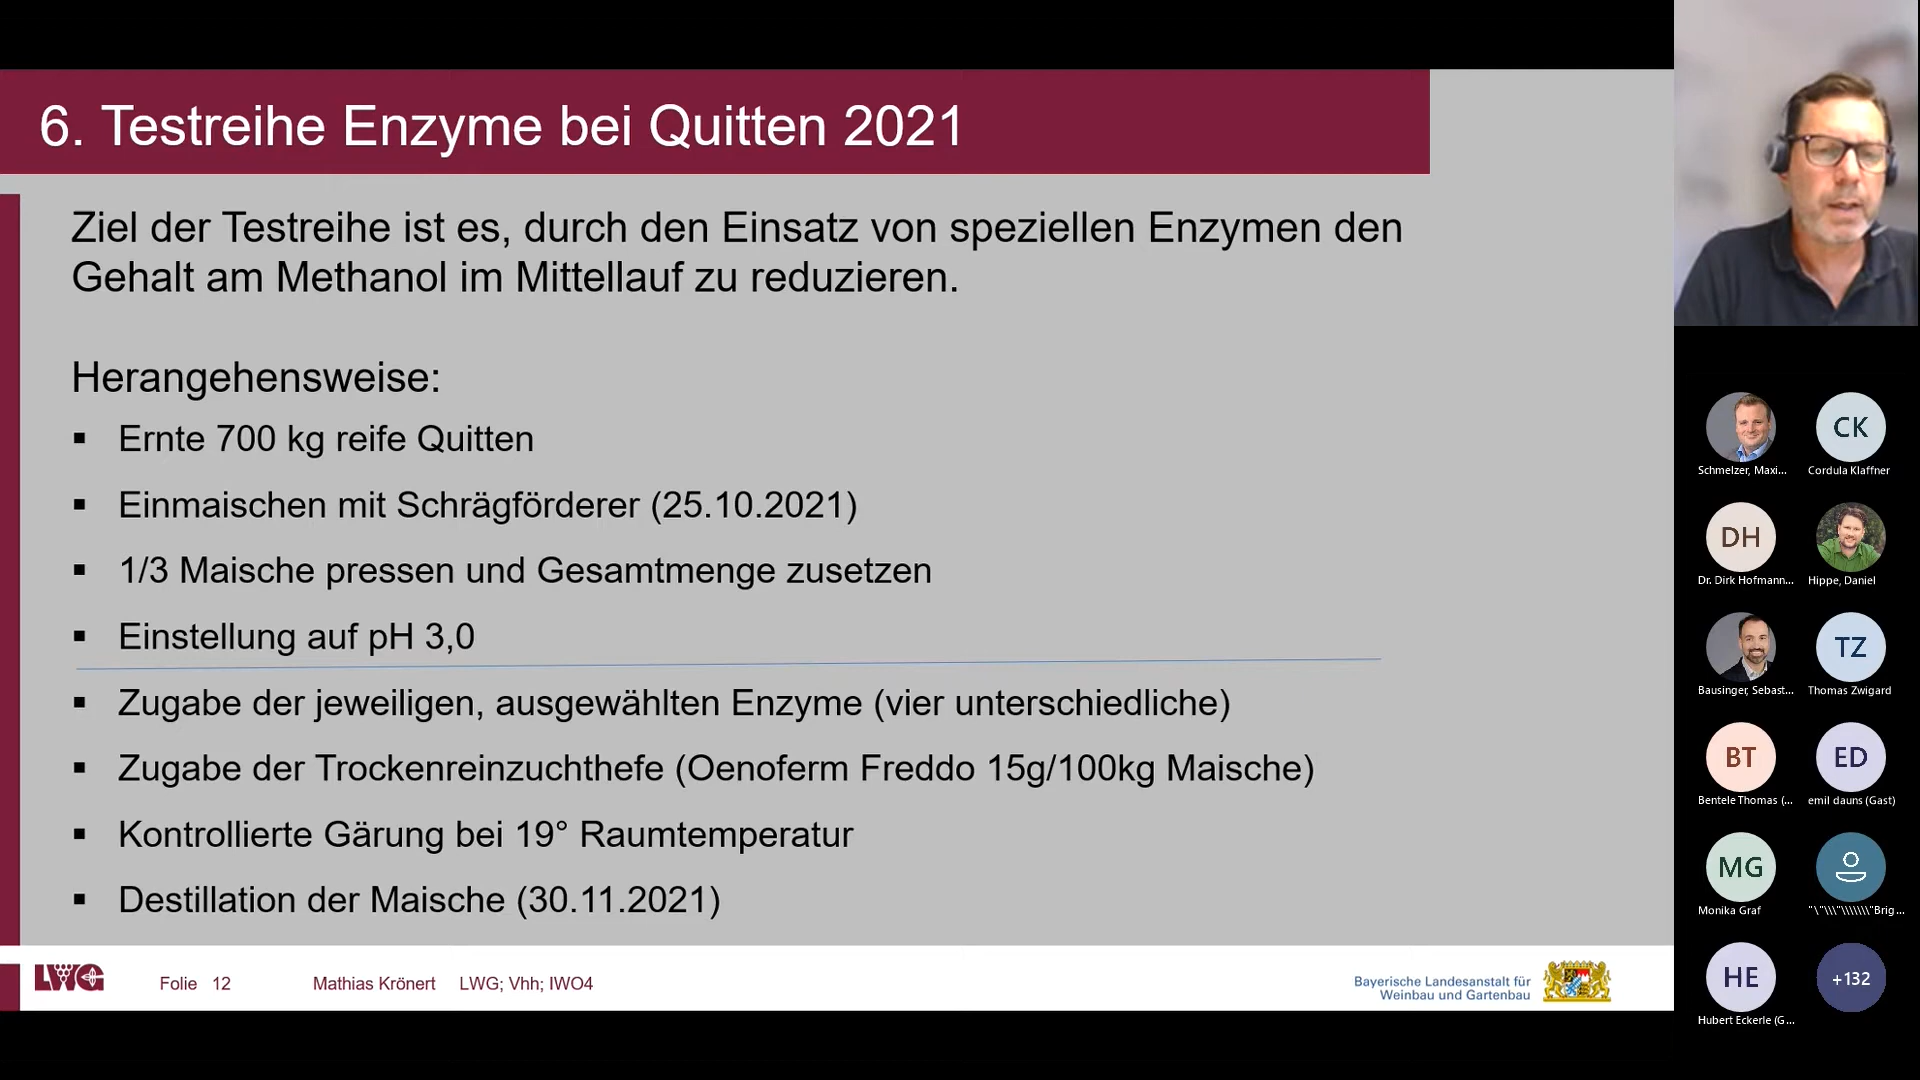 6. Testreihe Enzyme bei Quitten 2021
Ziel der Testreihe ist es, durch den Einsatz von speziellen Enzymen den
Gehalt am Methanol im Mittellauf zu reduzieren.
Herangehensweise:
▪ Ernte 700 kg reife Quitten
▪ Einmaischen mit Schrägförderer (25.10.2021)
▪ 1/3 Maische pressen und Gesamtmenge zusetzen
▪ Einstellung auf pH 3,0
▪ Zugabe der jeweiligen, ausgewählten Enzyme (vier unterschiedliche)
▪ Zugabe der Trockenreinzuchthefe (Oenoferm Freddo 15g/100kg Maische)
▪ Kontrollierte Gärung bei 19° Raumtemperatur
▪ Destillation der Maische (30.11.2021)
LWG
Folie 12
Mathias Krönert LWG; Vhh; IWO4
Bayerische Landesanstalt für
Weinbau und Gartenbau
Schmelzer, Maxi...
CK
Cordula Klaffner
DH
Dr. Dirk Hofmann...
Hippe, Daniel
Bausinger, Sebast...
TZ
Thomas Zwigard
BT
Bentele Thomas (...
ED
emil dauns (Gast)
MG
Monika Graf
"\"\\\"\\\\\\\"Brig...
HE
Hubert Eckerle (G...
+132